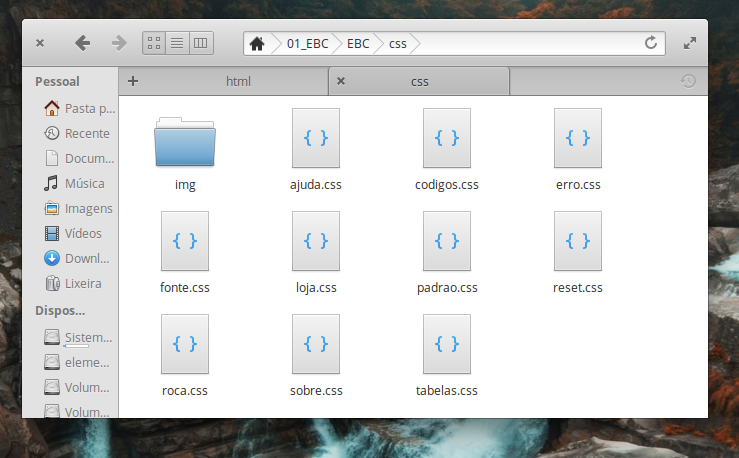 01_EBC EBC css
Pessoal
html css
Pasta p...
Recente
Docum...
Música
Imagens
Vídeos
Downl...
Lixeira
Dispos...
Sistem...
eleme...
Volum...
Volum...
img ajuda.css codigos.css erro.css
fonte.css loja.css padrao.css reset.css
roca.css sobre.css tabelas.css